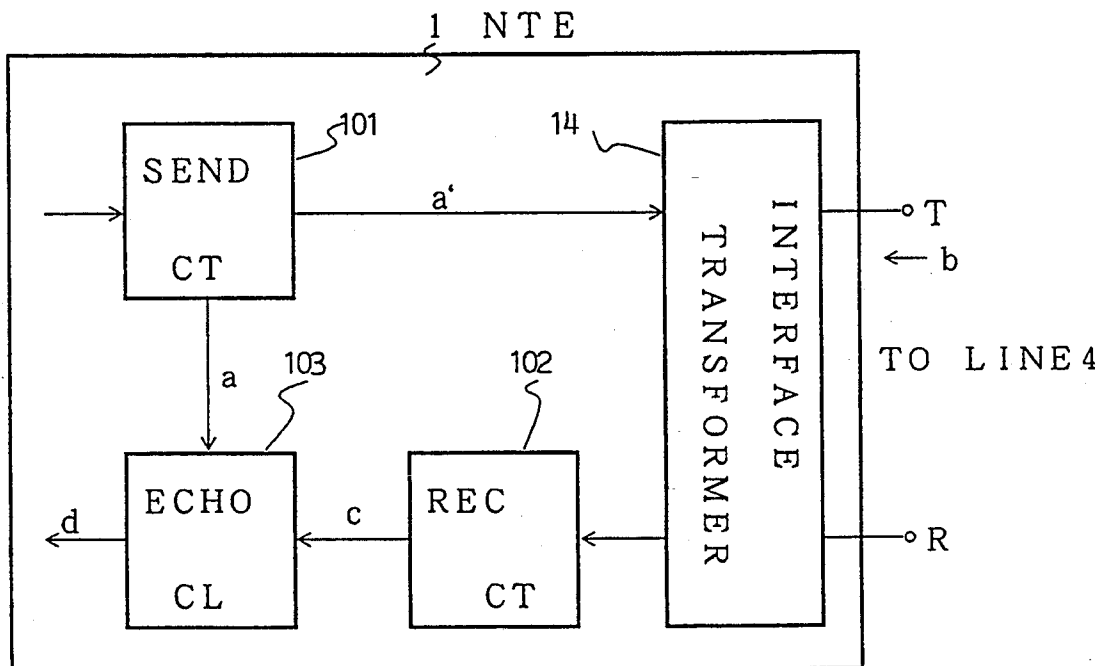 1 NTE
101
14
SEND
CT
a'
INTERFACE
TRANSFORMER
T
b
TO LINE4
a
103
102
ECHO
CL
d
c
REC
CT
R